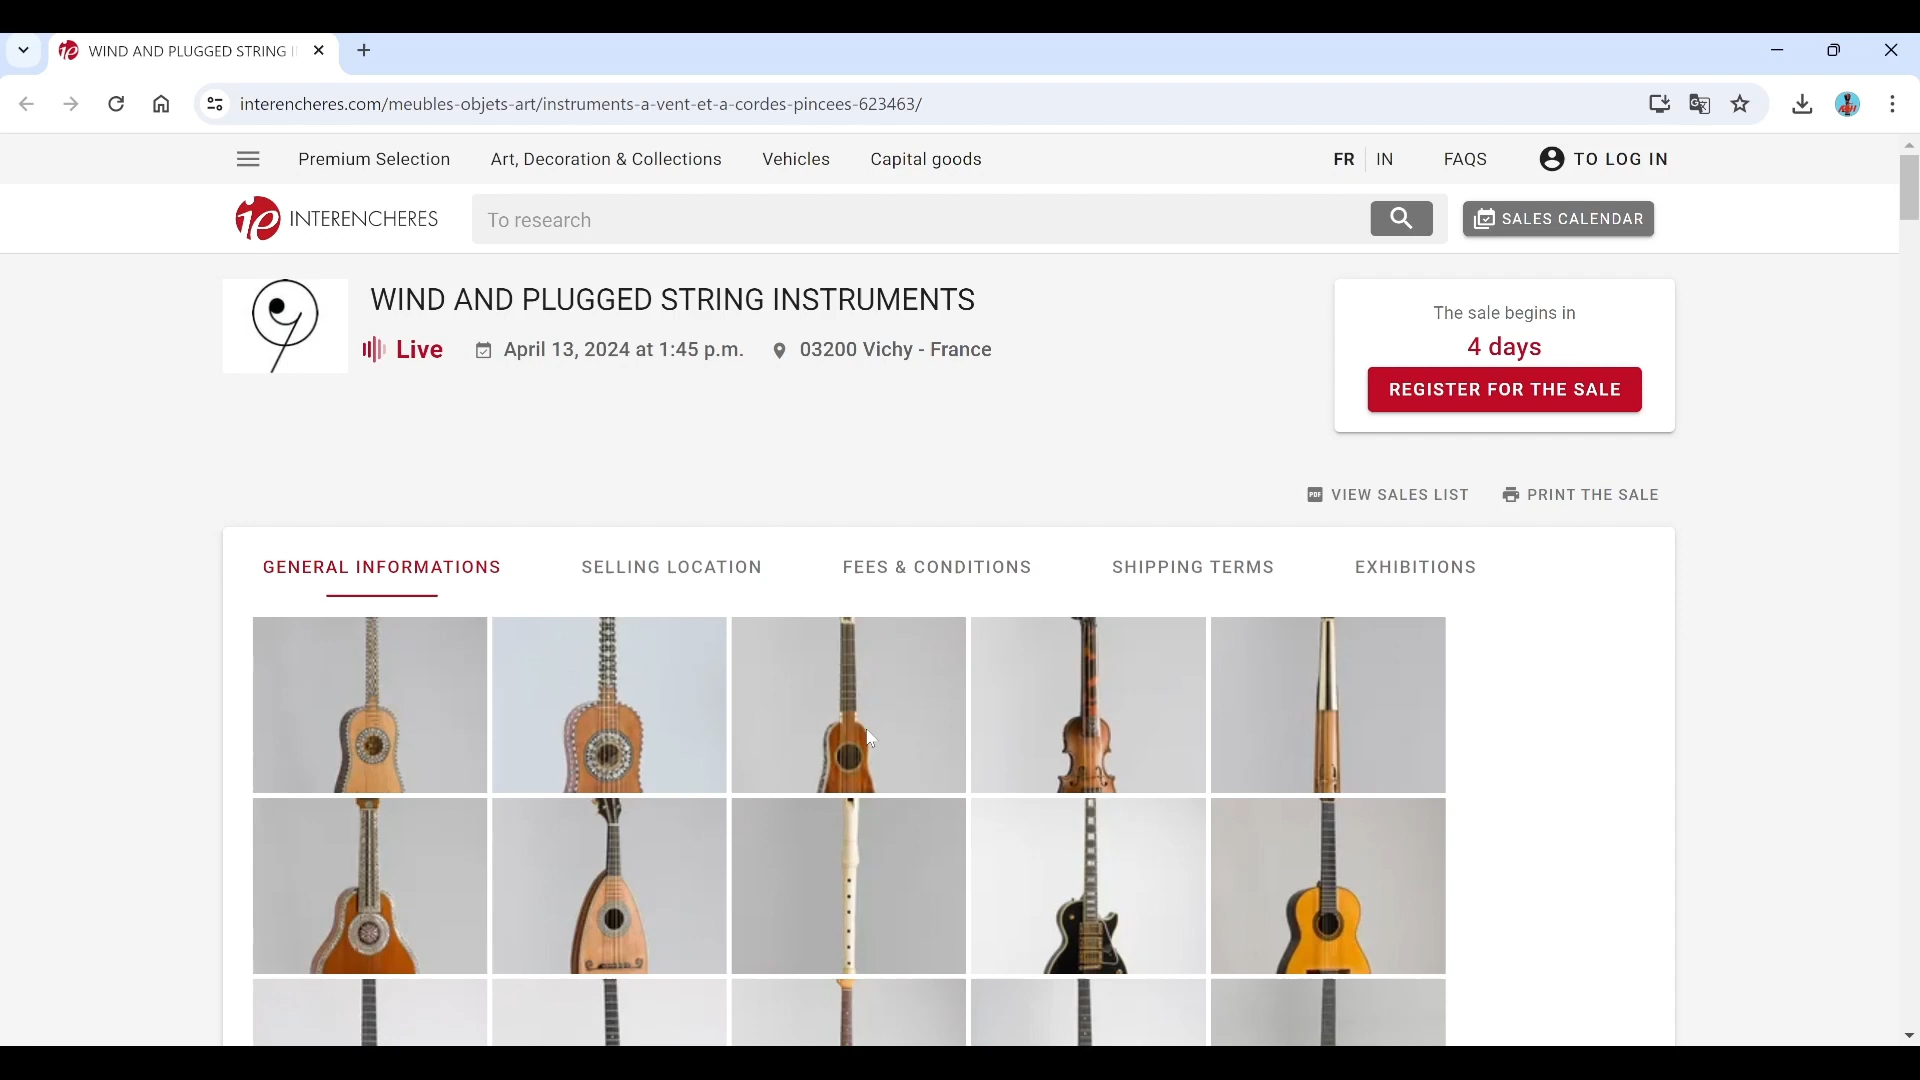 WIND AND PLUGGED STRING I
interencheres.com/meubles-objets-art/instruments-a-vent-et-a-cordes-pincees-623463/
Premium Selection Art, Decoration & Collections Vehicles Capital goods FR IN FAQS TO LOG IN
INTERENCHERES To research SALES CALENDAR
WIND AND PLUGGED STRING INSTRUMENTS
Live April 13, 2024 at 1:45 p.m. 03200 Vichy - France
The sale begins in
4 days
REGISTER FOR THE SALE
PDF VIEW SALES LIST PRINT THE SALE
GENERAL INFORMATIONS SELLING LOCATION FEES & CONDITIONS SHIPPING TERMS EXHIBITIONS